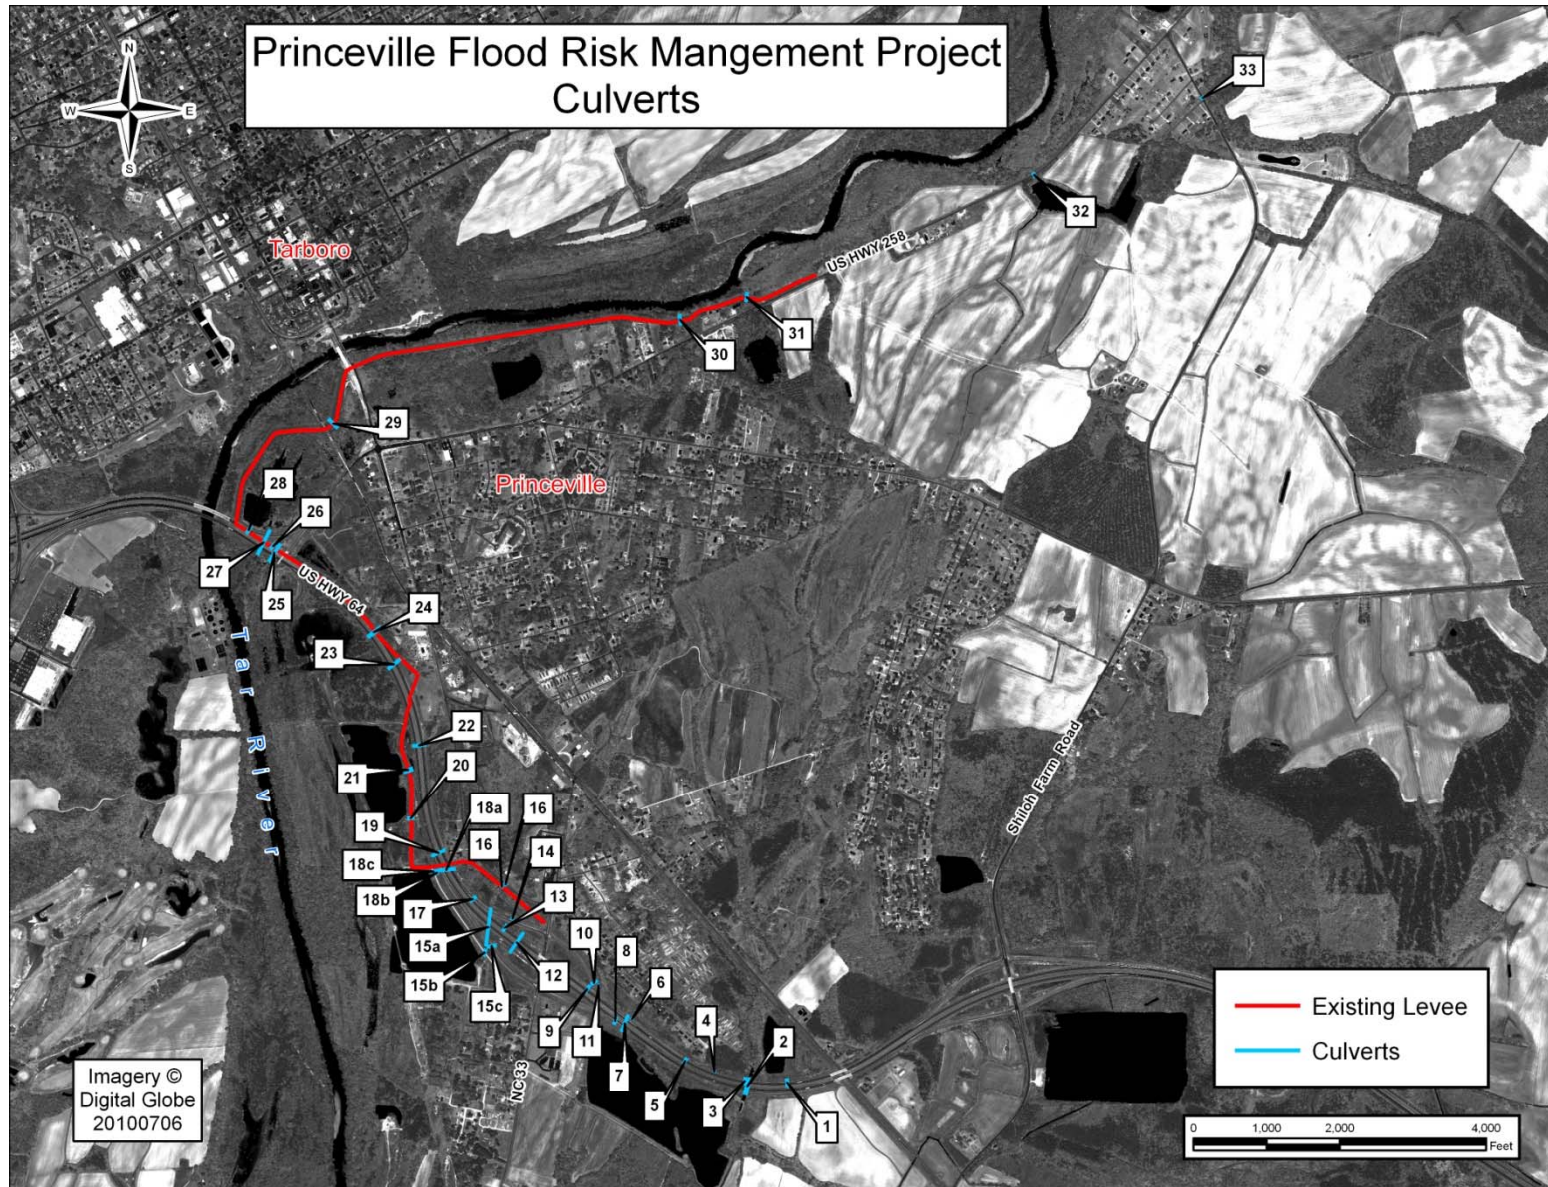 Princeville Flood Risk Mangement Project
Culverts
N
W
E
S
33
32
Tarboro
US HWY 258
31
30
29
Princeville
28
26
27
25
US HWY 64
24
23
Tar River
22
21
20
Shiloh Farm Road
18a
16
19
16
14
18c
18b
13
17
15a
10
8
12
6
15b
15c
9
11
4
2
7
5
3
1
NC 33
Existing Levee
Culverts
Imagery ©
Digital Globe
20100706
0 1,000 2,000 4,000
Feet